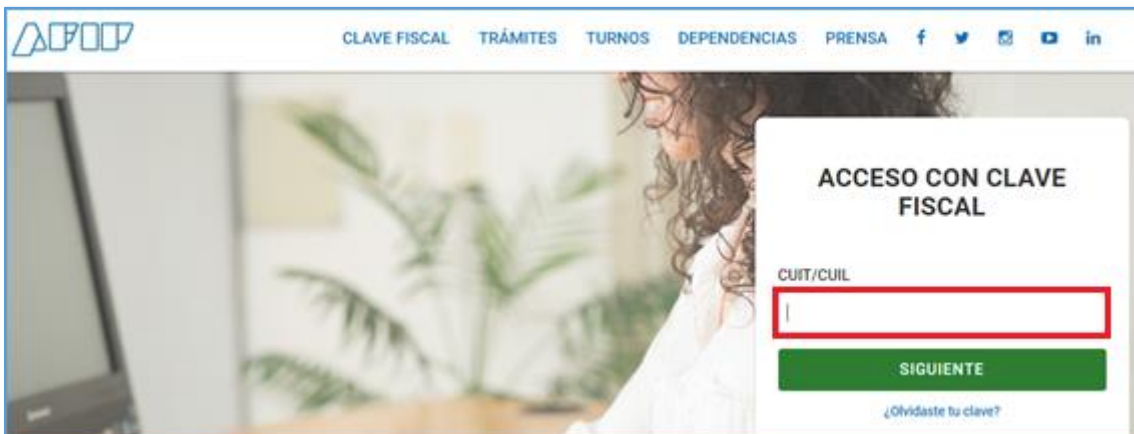 AFIP
CLAVE FISCAL TRÁMITES TURNOS DEPENDENCIAS PRENSA
ACCESO CON CLAVE
FISCAL
CUIT/CUIL
SIGUIENTE
¿Olvidaste tu clave?